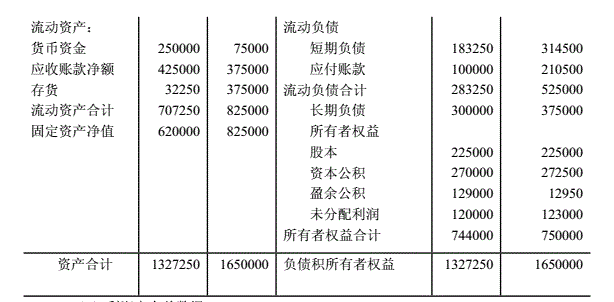 流动资产： 流动负债
货币资金 250000 75000 短期负债 183250 314500
应收账款净额 425000 375000 应付账款 100000 210500
存货 32250 375000 流动负债合计 283250 525000
流动资产合计 707250 825000 长期负债 300000 375000
固定资产净值 620000 825000 所有者权益
股本 225000 225000
资本公积 270000 272500
盈余公积 129000 12950
未分配利润 120000 123000
所有者权益合计 744000 750000
资产合计 1327250 1650000 负债积所有者权益 1327250 1650000